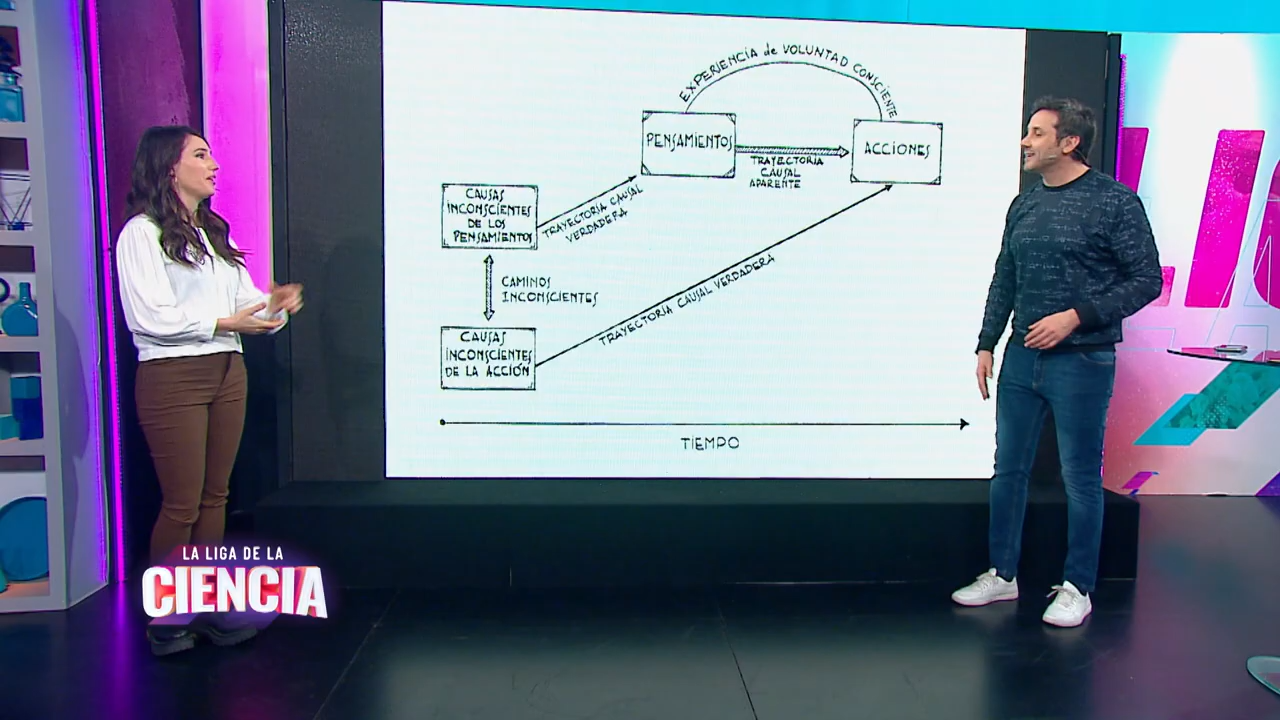 EXPERIENCIA de VOLUNTAD CONSCIENTE
PENSAMIENTOS
ACCIONES
TRAYECTORIA
CAUSAL
APARENTE
CAUSAS
INCONSCIENTES
DE LOS
PENSAMIENTOS
TRAYECTORIA CAUSAL
VERDADERA
CAMINOS
INCONSCIENTES
TRAYECTORIA CAUSAL VERDADERA
CAUSAS
INCONSCIENTES
DE LA ACCIÓN
TIEMPO
LA LIGA DE LA
CIENCIA